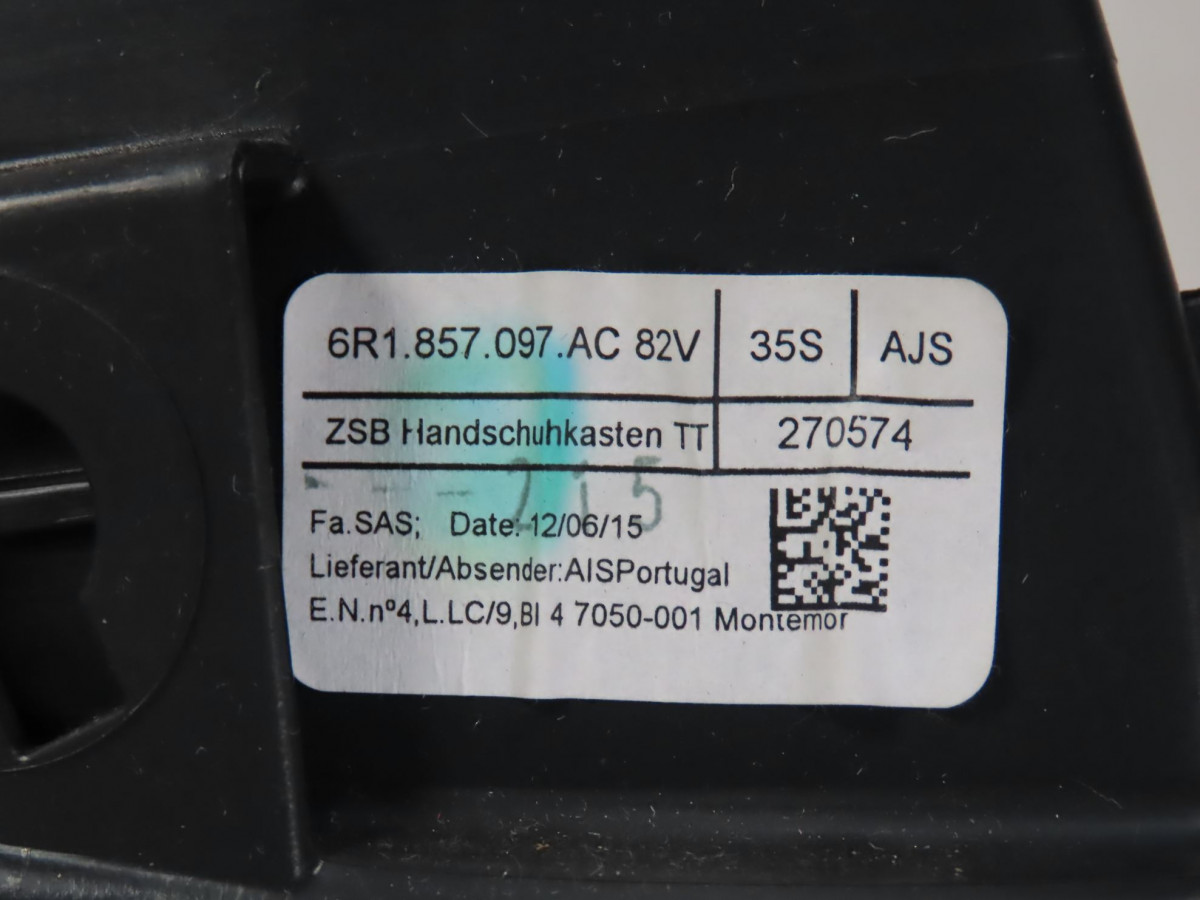 6R1.857.097.AC 82V 35S AJS
ZSB Handschuhkasten TT 270574
- - - 215
Fa.SAS; Date: 12/06/15
Lieferant/Absender:AISPortugal
E.N.nº4,L.LC/9,BI 4 7050-001 Montemor